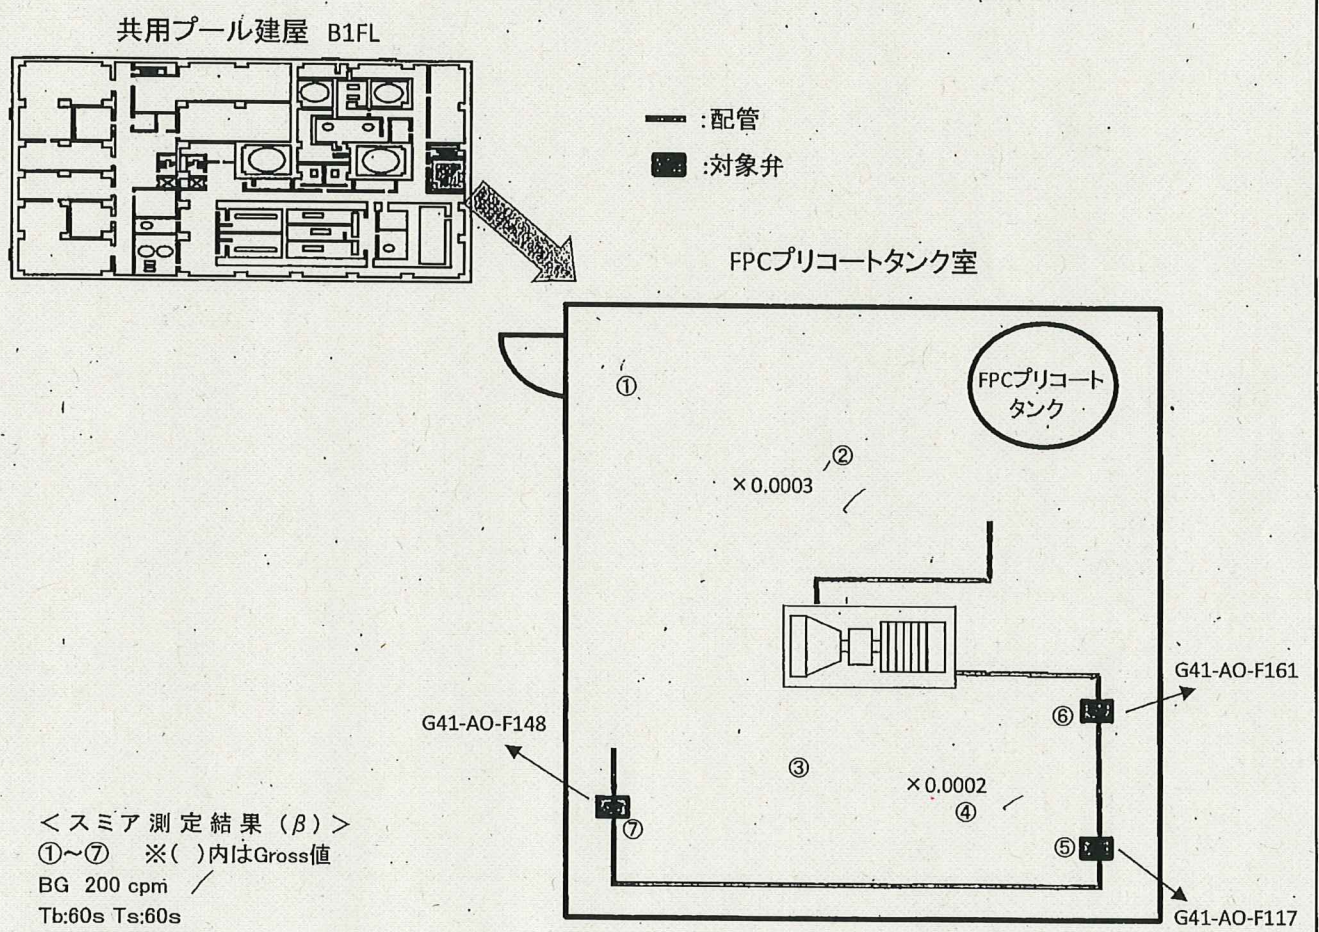 共用プール建屋 B1FL
:配管
:対象弁
FPCプリコートタンク室
FPCプリコート
タンク
①
②
×0.0003
G41-AO-F161
⑥
G41-AO-F148
③
×0.0002
④
⑦
⑤
G41-AO-F117
<スミア測定結果(β)>
①~⑦ ※( )内はGross値
BG 200 cpm
Tb:60s Ts:60s